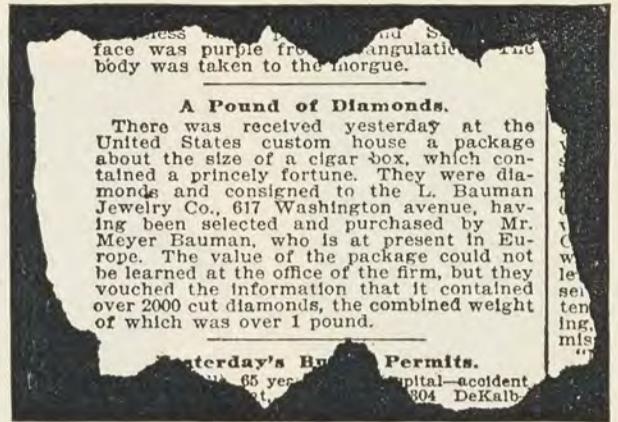 face was purple
body was taken to the morgue.
A Pound of Diamonds.
There was received yesterday at the
United States custom house a package
about the size of a cigar box, which con-
tained a princely fortune. They were dia-
monds and consigned to the L. Bauman
Jewelry Co., 617 Washington avenue, hav-
ing been selected and purchased by Mr.
Meyer Bauman, who is at present in Eu-
rope. The value of the package could not
be learned at the office of the firm, but they
vouched the information that it contained
over 2000 cut diamonds, the combined weight
of which was over 1 pound.
Permits.
65 accident
304 DeKalb
le
sei
ten
ing,
mis